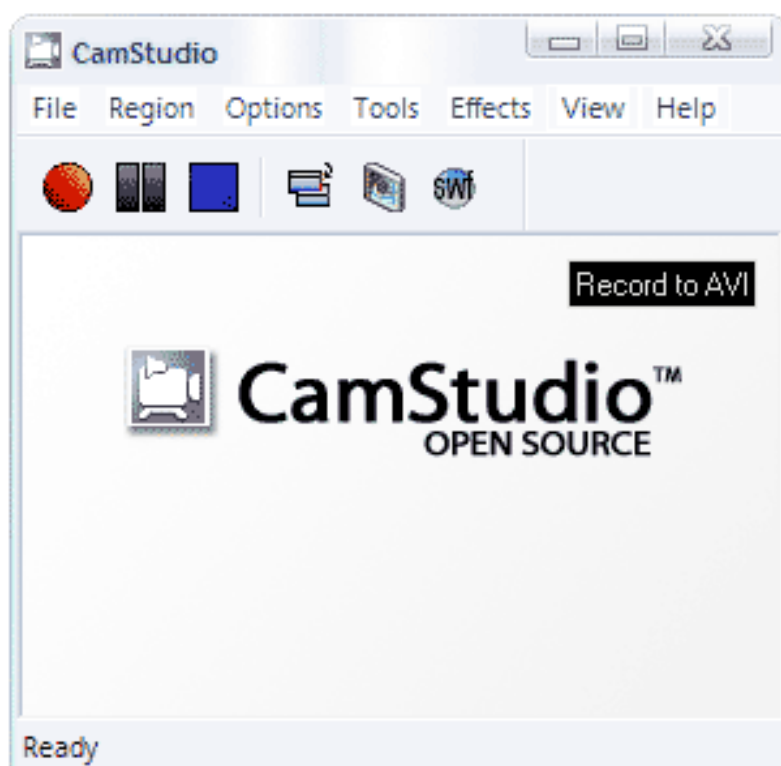 CamStudio
File Region Options Tools Effects View Help
swf
Record to AVI
CamStudio™
OPEN SOURCE
Ready